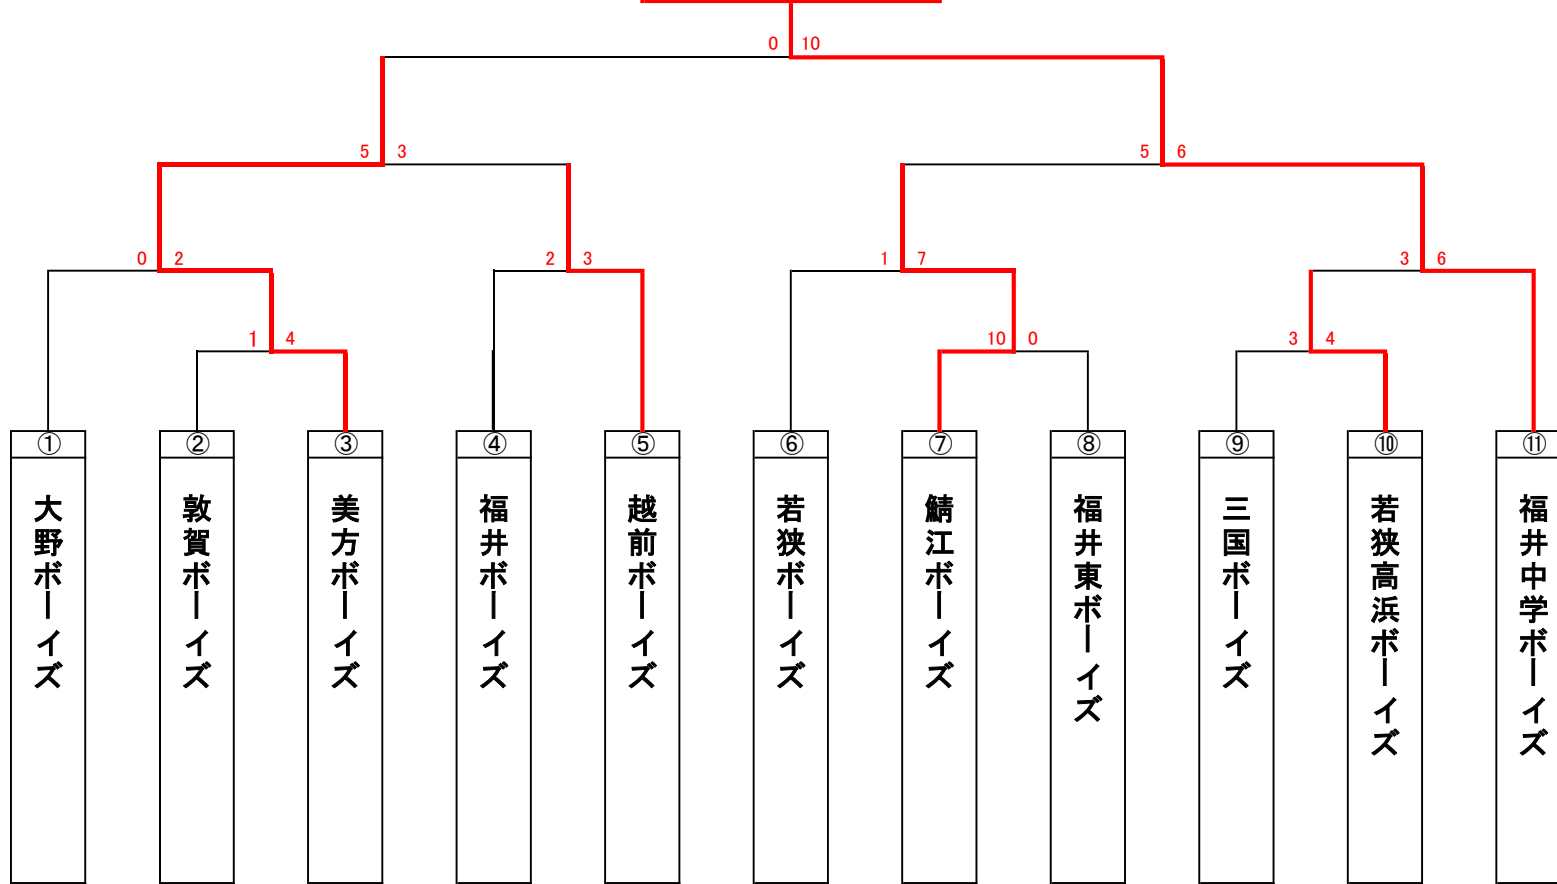 0 10
5 3 5 6
0 2 2 3 1 7 3 6
1 4 10 0 3 4
① ② ③ ④ ⑤ ⑥ ⑦ ⑧ ⑨ ⑩ ⑪
大野ボーイズ
敦賀ボーイズ
美方ボーイズ
福井ボーイズ
越前ボーイズ
若狭ボーイズ
鯖江ボーイズ
福井東ボーイズ
三国ボーイズ
若狭高浜ボーイズ
福井中学ボーイズ